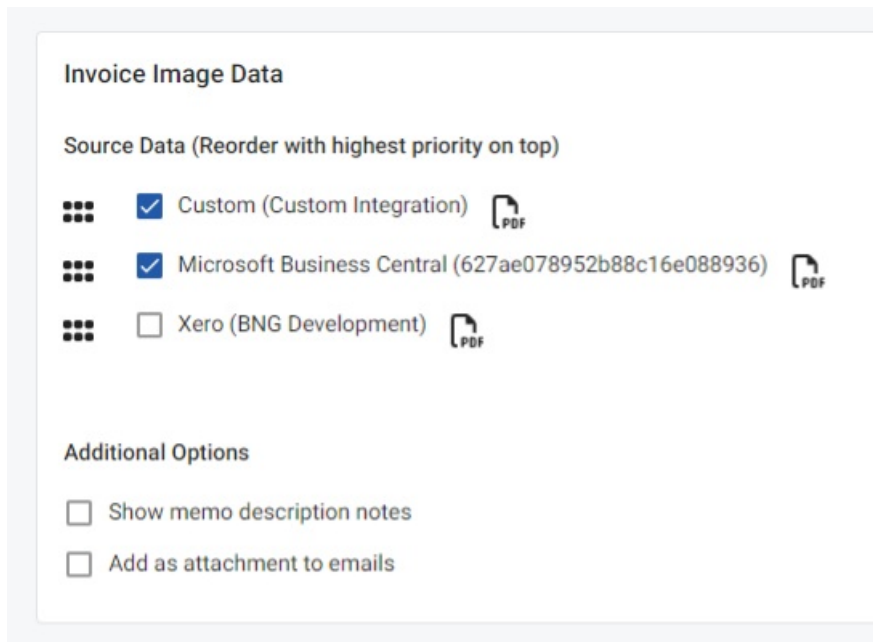 Invoice Image Data
Source Data (Reorder with highest priority on top)
Custom (Custom Integration) PDF
Microsoft Business Central (627ae078952b88c16e088936) PDF
Xero (BNG Development) PDF
Additional Options
Show memo description notes
Add as attachment to emails